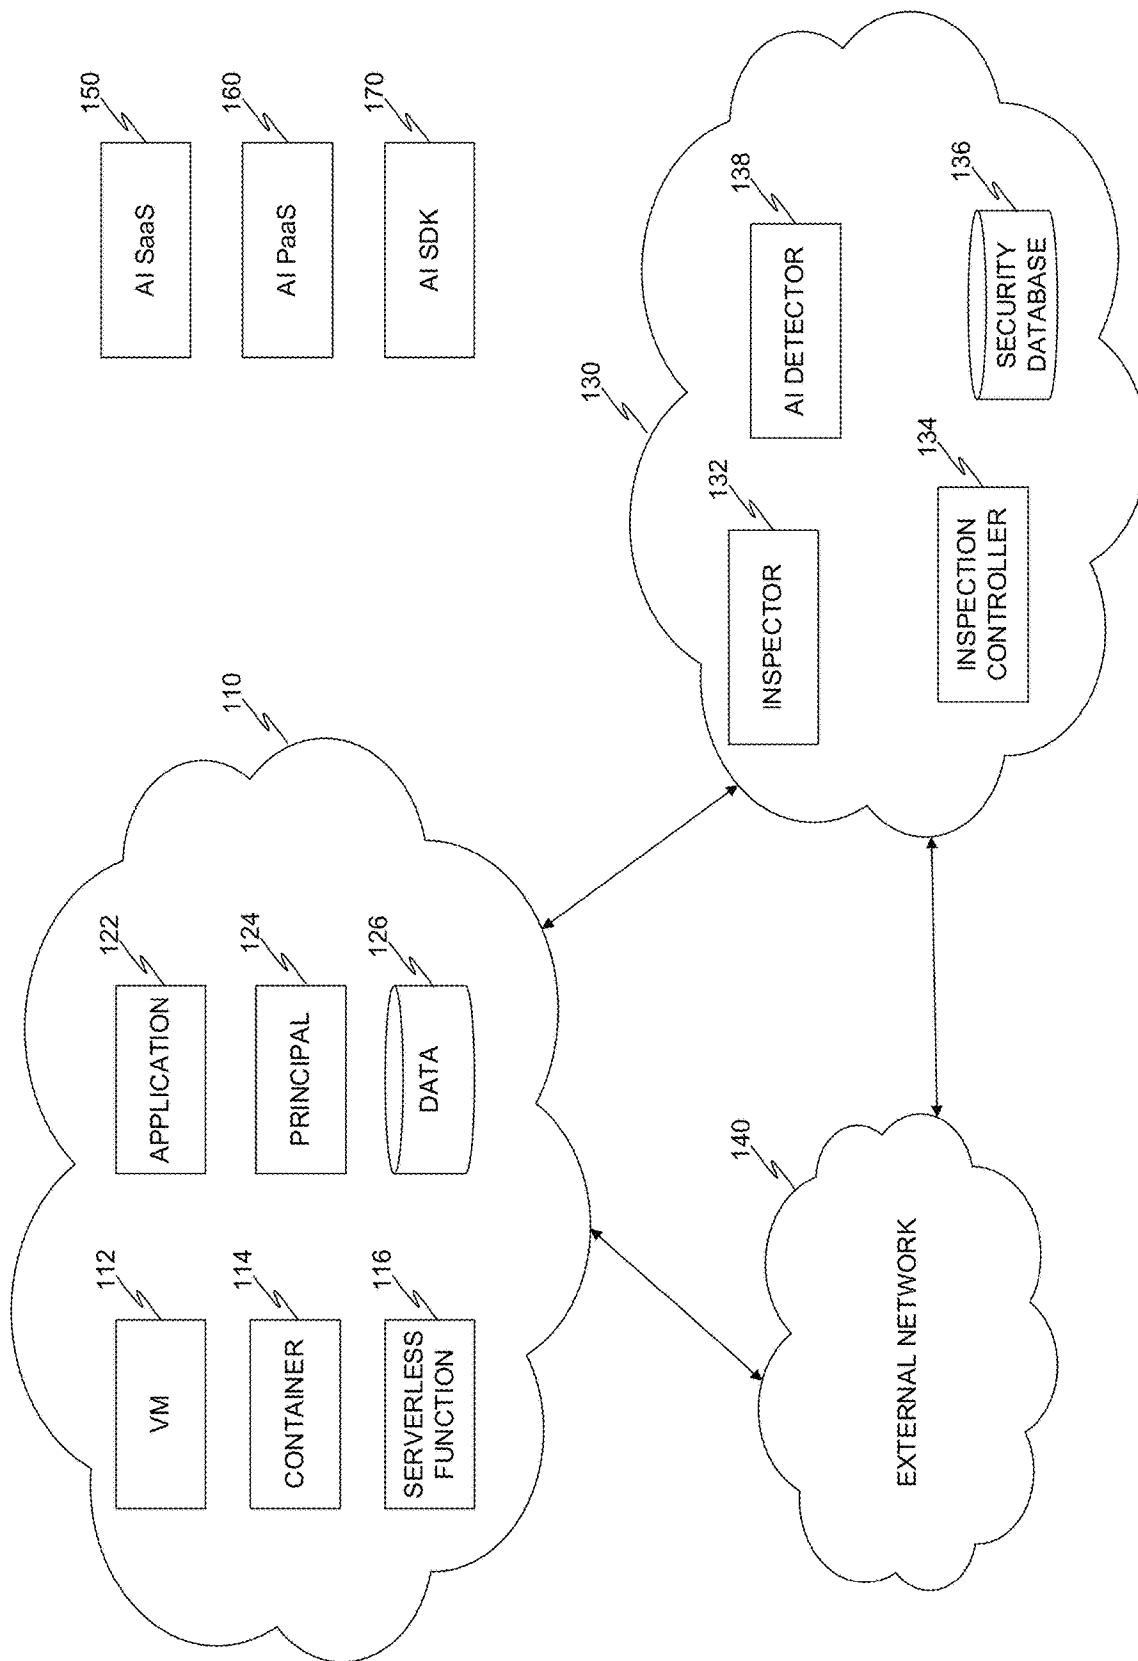 110
VM
112
CONTAINER
114
SERVERLESS
FUNCTION
116
APPLICATION
122
PRINCIPAL
124
DATA
126
AI SaaS
150
AI PaaS
160
AI SDK
170
EXTERNAL NETWORK
140
130
INSPECTOR
132
AI DETECTOR
138
INSPECTION
CONTROLLER
134
SECURITY
DATABASE
136